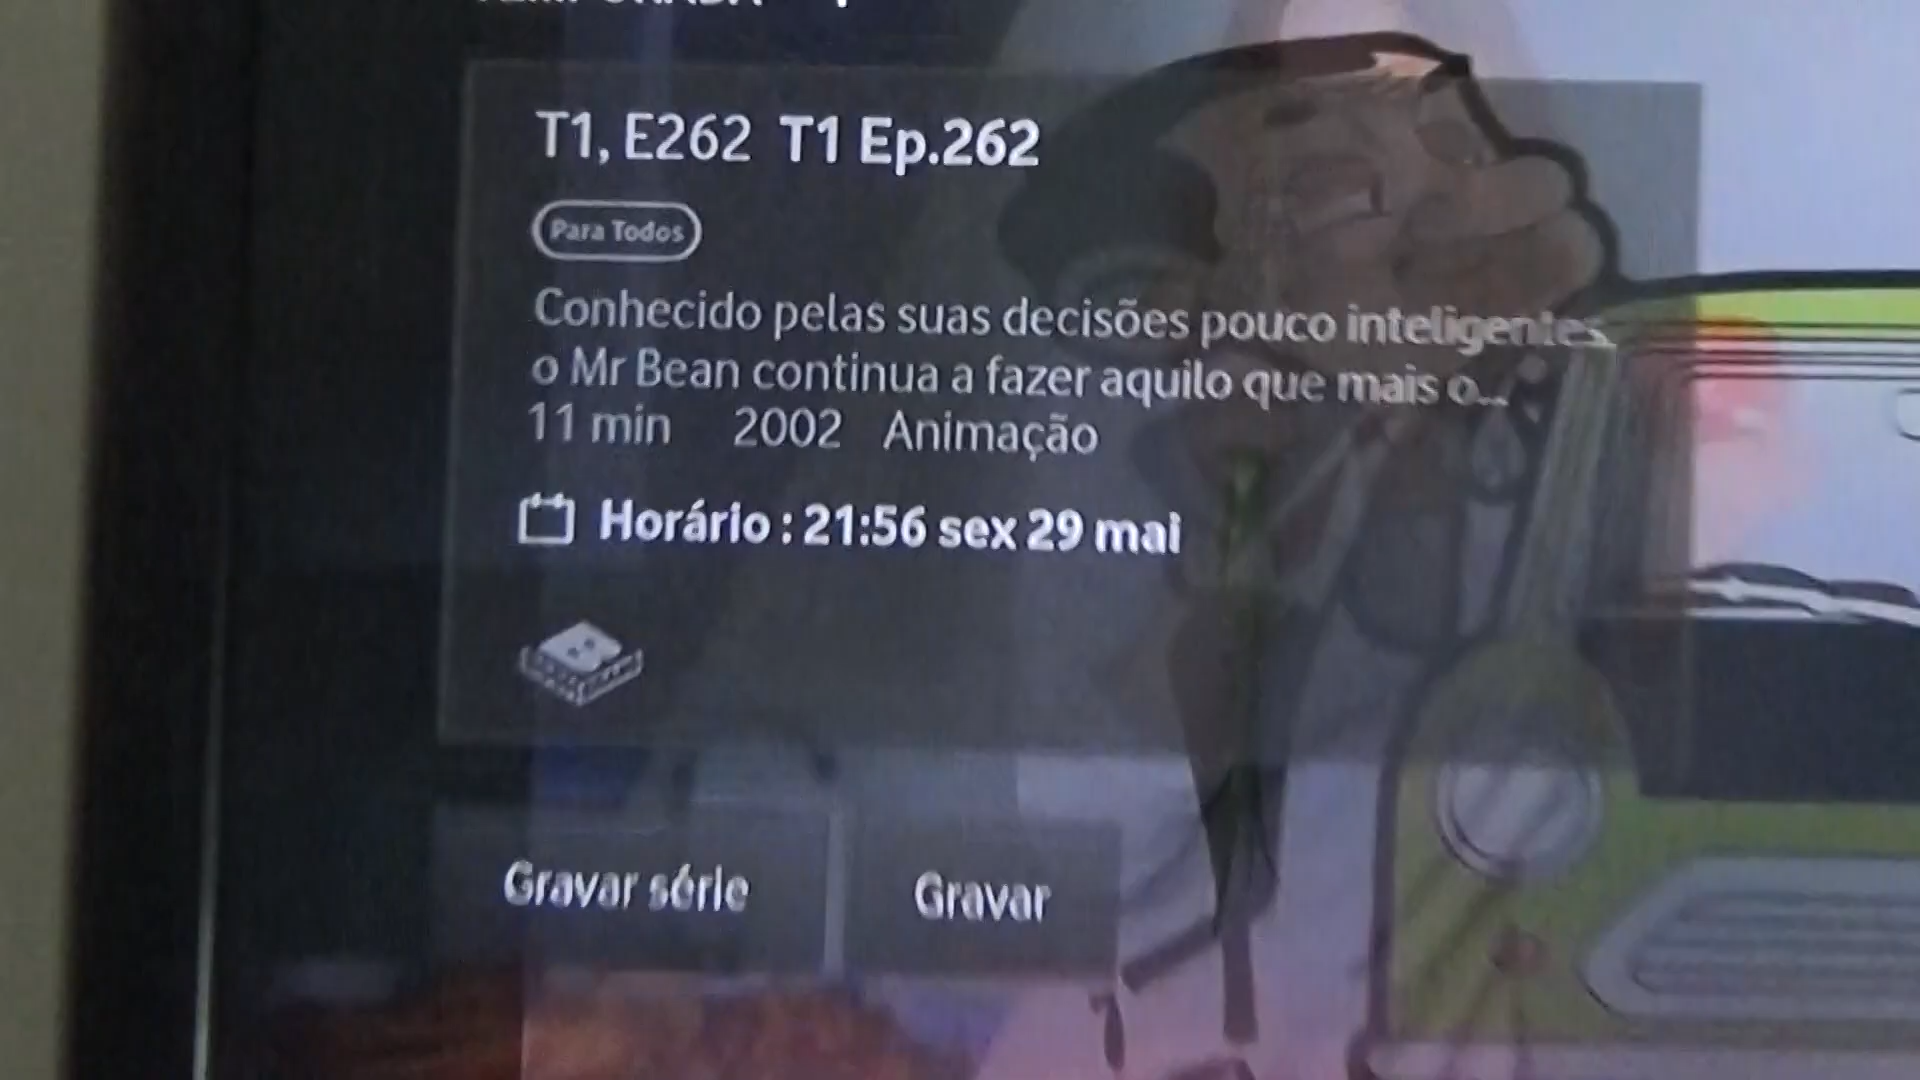 T1, E262 T1 Ep.262
Para Todos
Conhecido pelas suas decisões pouco inteligentes,
o Mr Bean continua a fazer aquilo que mais o...
11 min 2002 Animação
Horário : 21:56 sex 29 mai
Gravar série Gravar